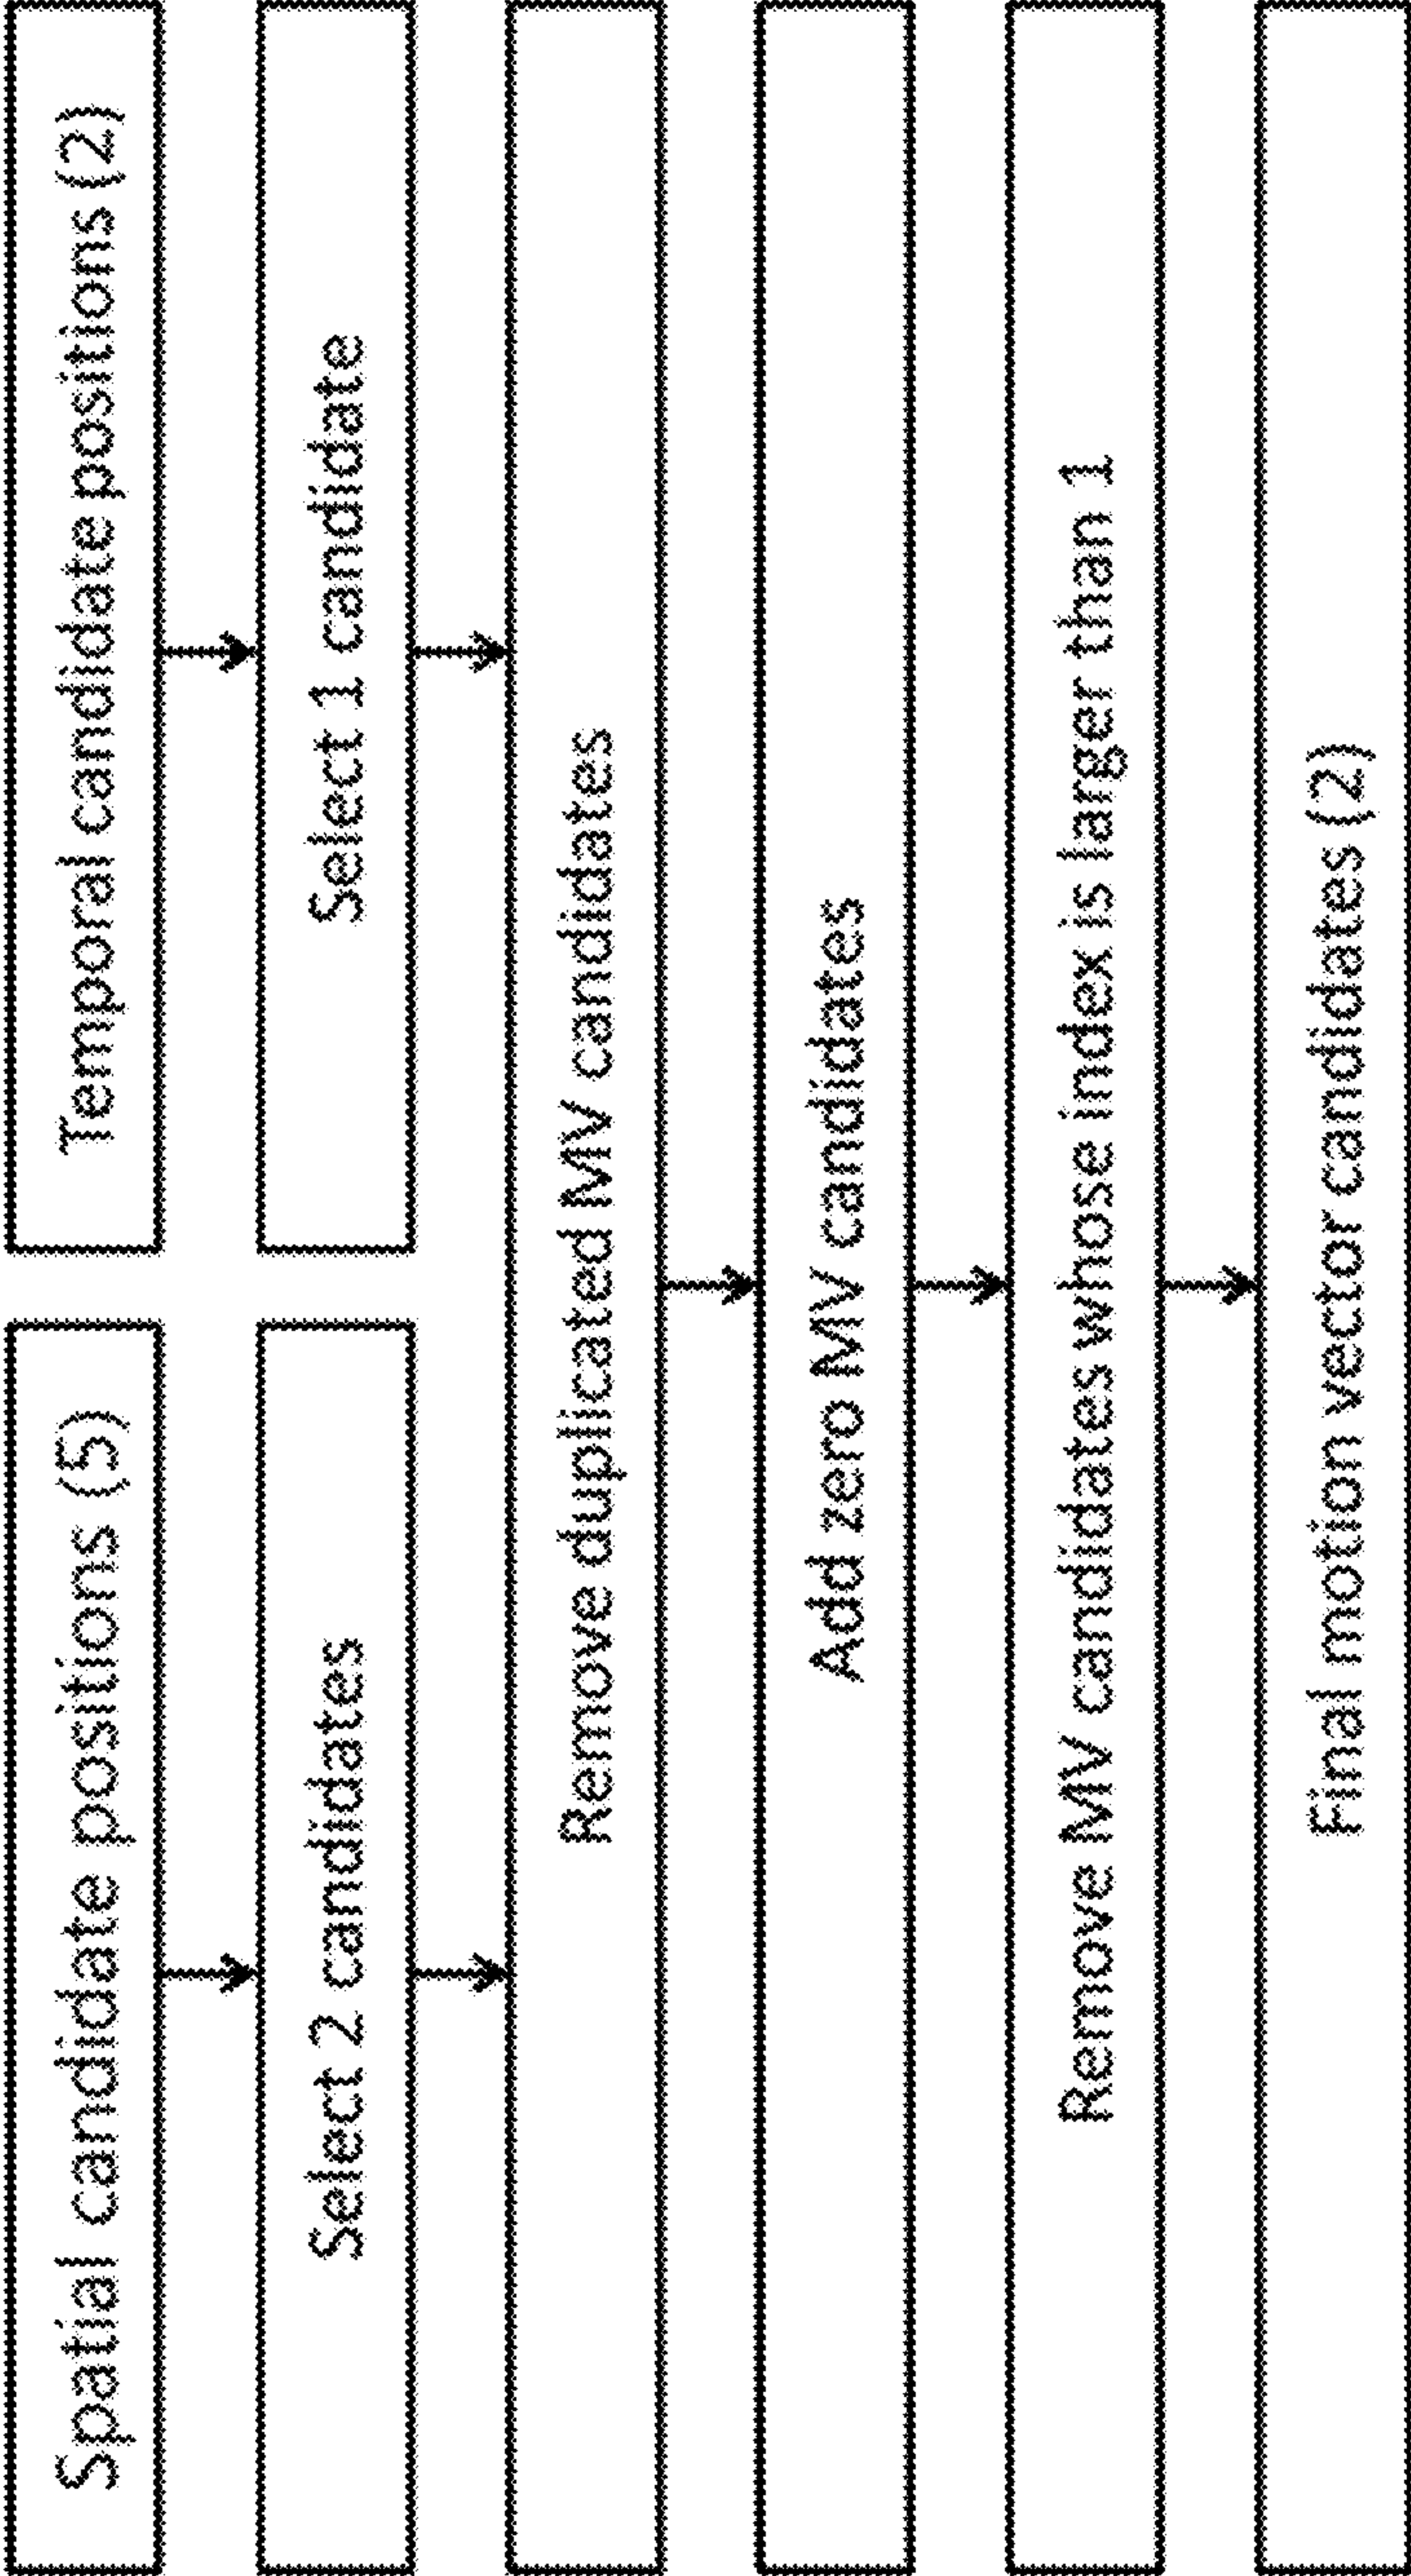 Spatial candidate positions (5)
Temporal candidate positions (2)
Select 2 candidates
Select 1 candidate
Remove duplicated MV candidates
Add zero MV candidates
Remove MV candidates whose index is larger than 1
Final motion vector candidates (2)